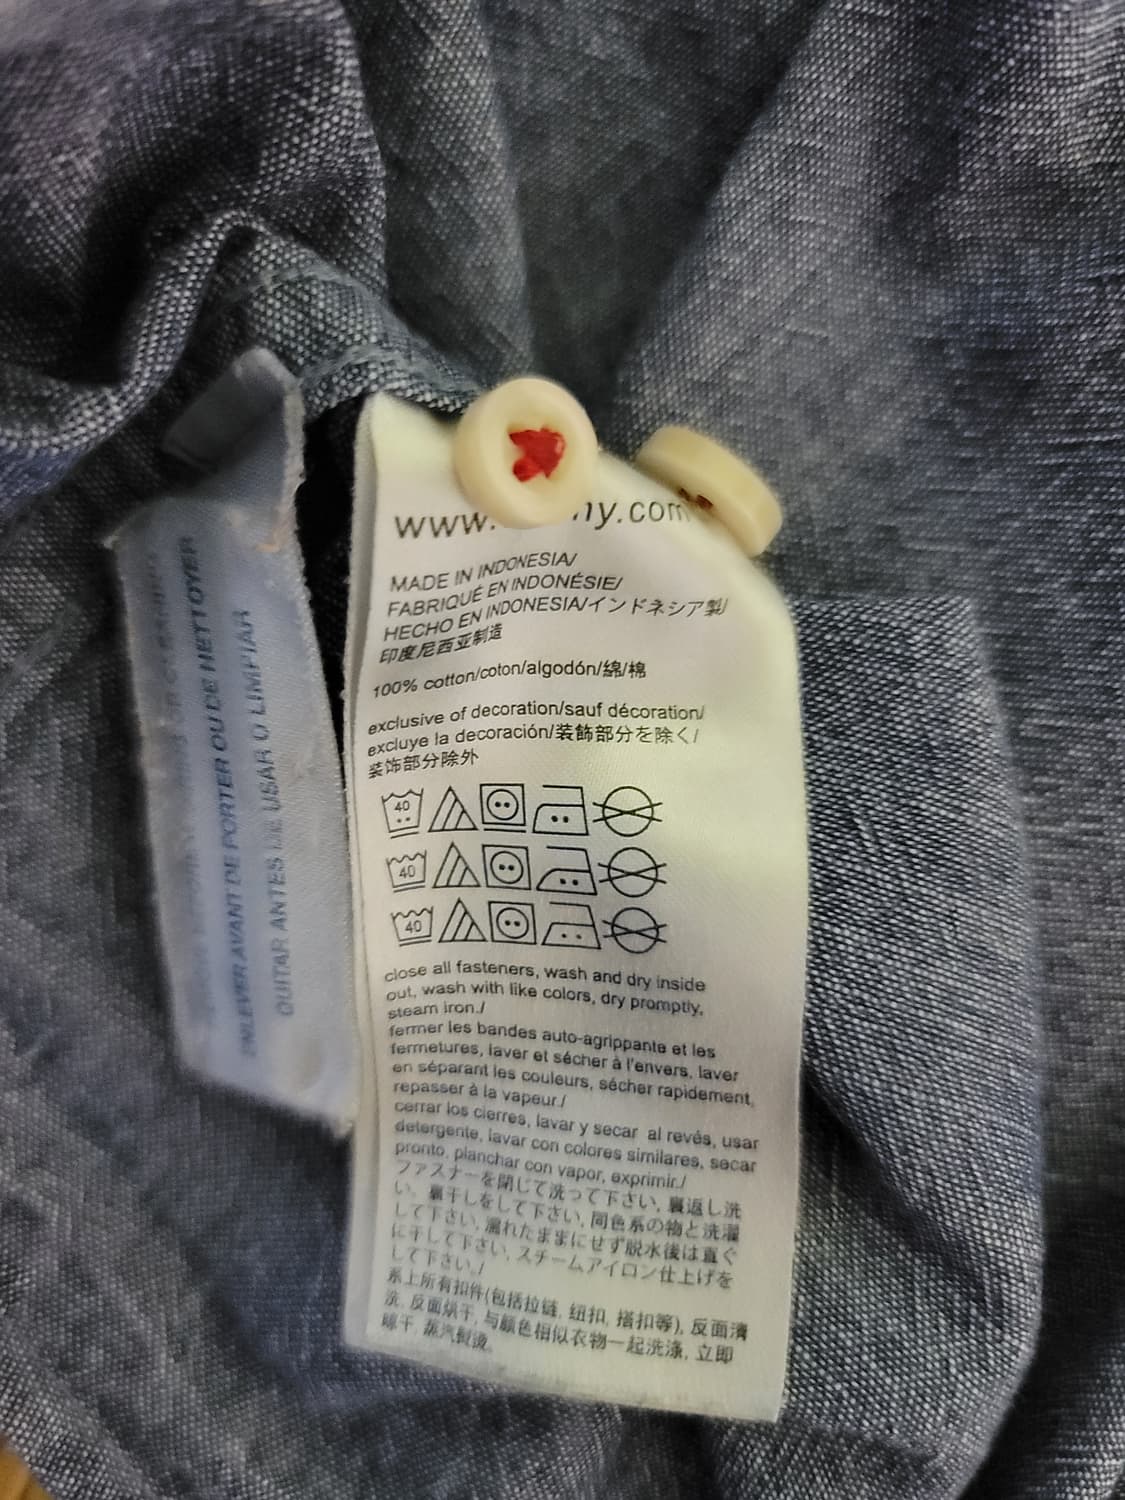 ENLEVER AVANT DE PORTER OU DE NETTOYER
QUITAR ANTES DE USAR O LIMPIAR
MADE IN INDONESIA/
FABRIQUÉ EN INDONÉSIE/
HECHO EN INDONESIA/インドネシア製/
印度尼西亚制造
100% cotton/coton/algodón/綿/棉
exclusive of decoration/sauf décoration/
excluye la decoración/装飾部分を除く/
装饰部分除外
40
40
40
close all fasteners, wash and dry inside
out, wash with like colors, dry promptly,
steam iron./
fermer les bandes auto-agrippante et les
fermetures, laver et sécher à l'envers, laver
en séparant les couleurs, sécher rapidement,
repasser à la vapeur./
cerrar los cierres, lavar y secar al revés, usar
detergente, lavar con colores similares, secar
pronto, planchar con vapor, exprimir./
ファスナーを閉じて洗って下さい, 裏返し洗
い, 裏干しをして下さい, 同色系の物と洗濯
して下さい, 濡れたままにせず脱水後は直ぐ
に干して下さい, スチームアイロン仕上げを
して下さい./
系上所有扣件(包括拉链, 纽扣, 搭扣等), 反面清
洗, 反面烘干, 与颜色相似衣物一起洗涤, 立即
晾干, 蒸汽熨烫。